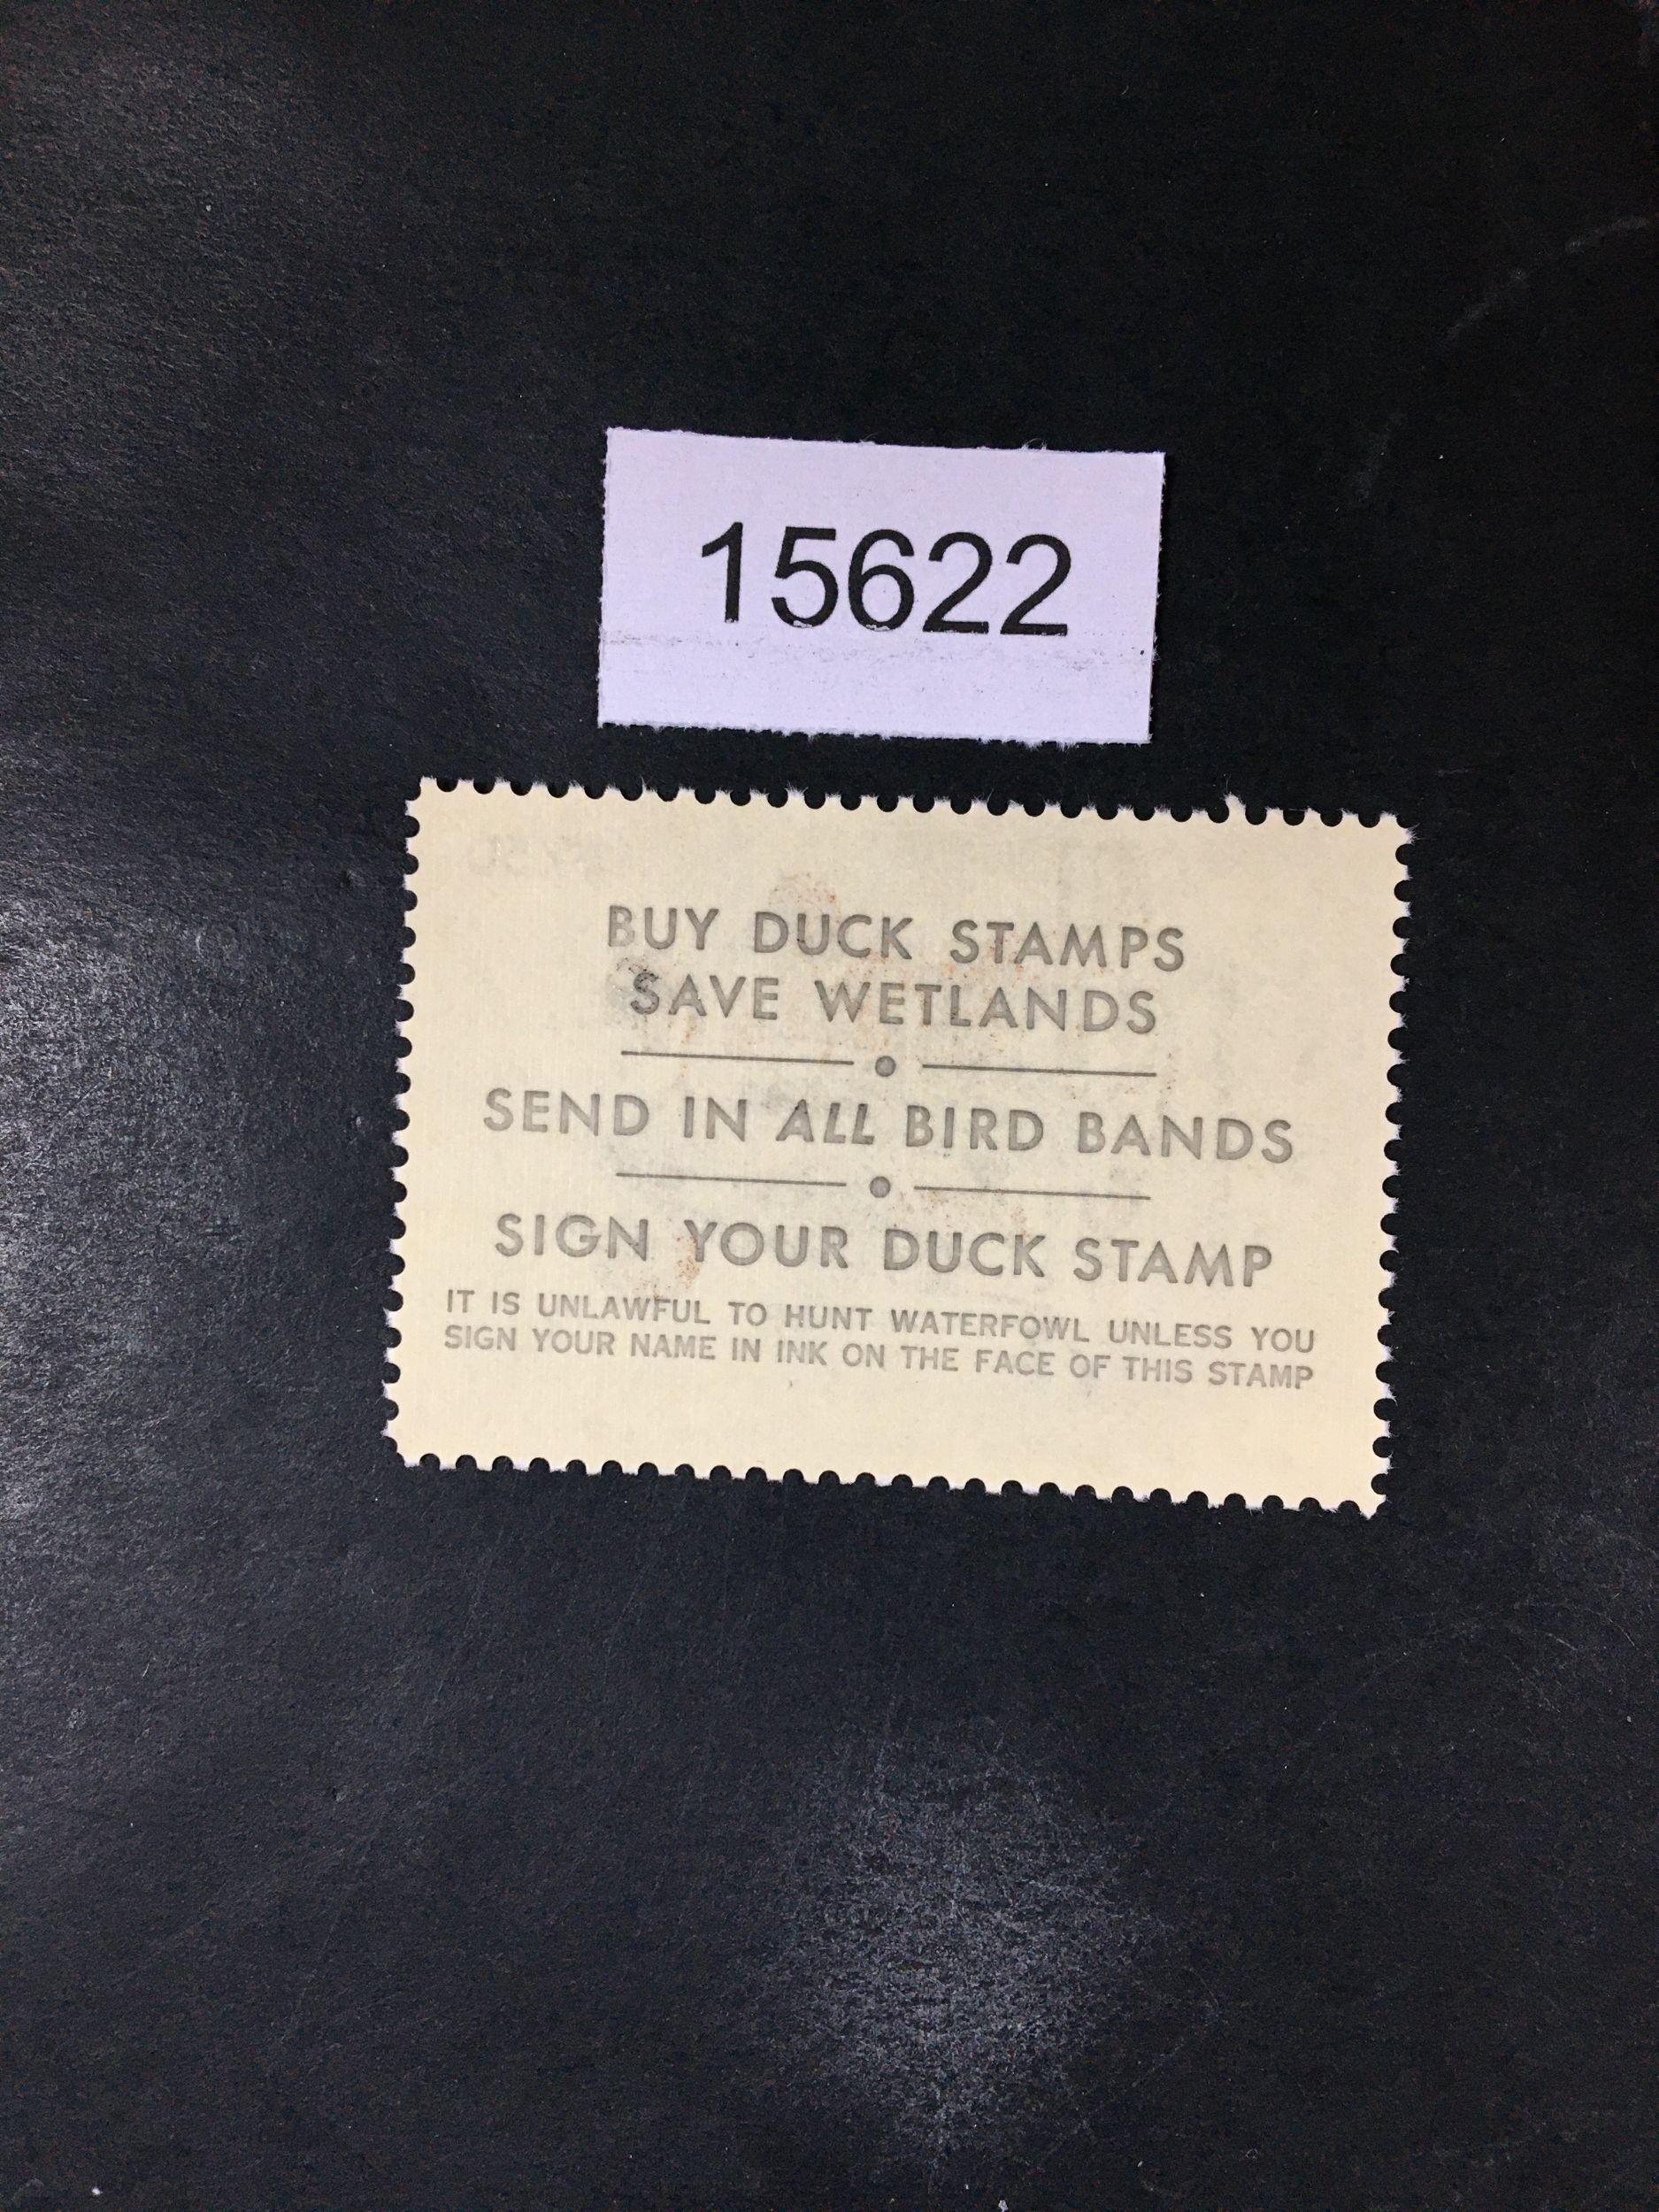 15622
BUY DUCK STAMPS
SAVE WETLANDS
SEND IN ALL BIRD BANDS
SIGN YOUR DUCK STAMP
IT IS UNLAWFUL TO HUNT WATERFOWL UNLESS YOU
SIGN YOUR NAME IN INK ON THE FACE OF THIS STAMP